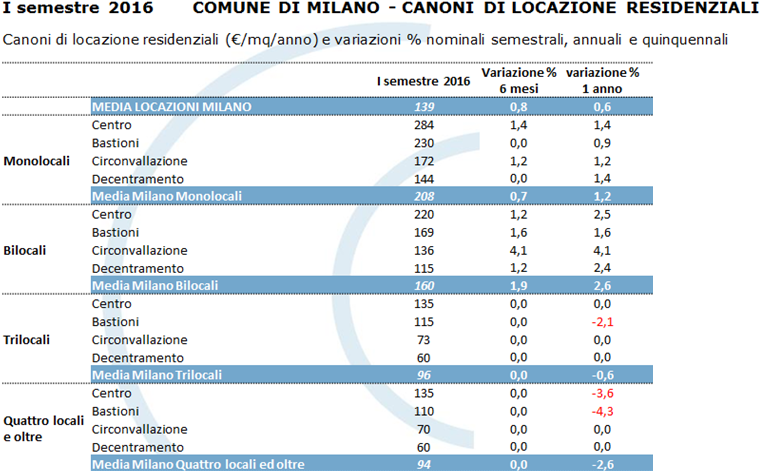 I semestre 2016 COMUNE DI MILANO - CANONI DI LOCAZIONE RESIDENZIALI
Canoni di locazione residenziali (€/mq/anno) e variazioni % nominali semestrali, annuali e quinquennali
I semestre 2016 Variazione % 6 mesi variazione % 1 anno
MEDIA LOCAZIONI MILANO 139 0,8 0,6
Monolocali
Centro 284 1,4 1,4
Bastioni 230 0,0 0,9
Circonvallazione 172 1,2 1,2
Decentramento 144 0,0 1,4
Media Milano Monolocali 208 0,7 1,2
Bilocali
Centro 220 1,2 2,5
Bastioni 169 1,6 1,6
Circonvallazione 136 4,1 4,1
Decentramento 115 1,2 2,4
Media Milano Bilocali 160 1,9 2,6
Trilocali
Centro 135 0,0 0,0
Bastioni 115 0,0 -2,1
Circonvallazione 73 0,0 0,0
Decentramento 60 0,0 0,0
Media Milano Trilocali 96 0,0 -0,6
Quattro locali e oltre
Centro 135 0,0 -3,6
Bastioni 110 0,0 -4,3
Circonvallazione 70 0,0 0,0
Decentramento 60 0,0 0,0
Media Milano Quattro locali ed oltre 94 0,0 -2,6